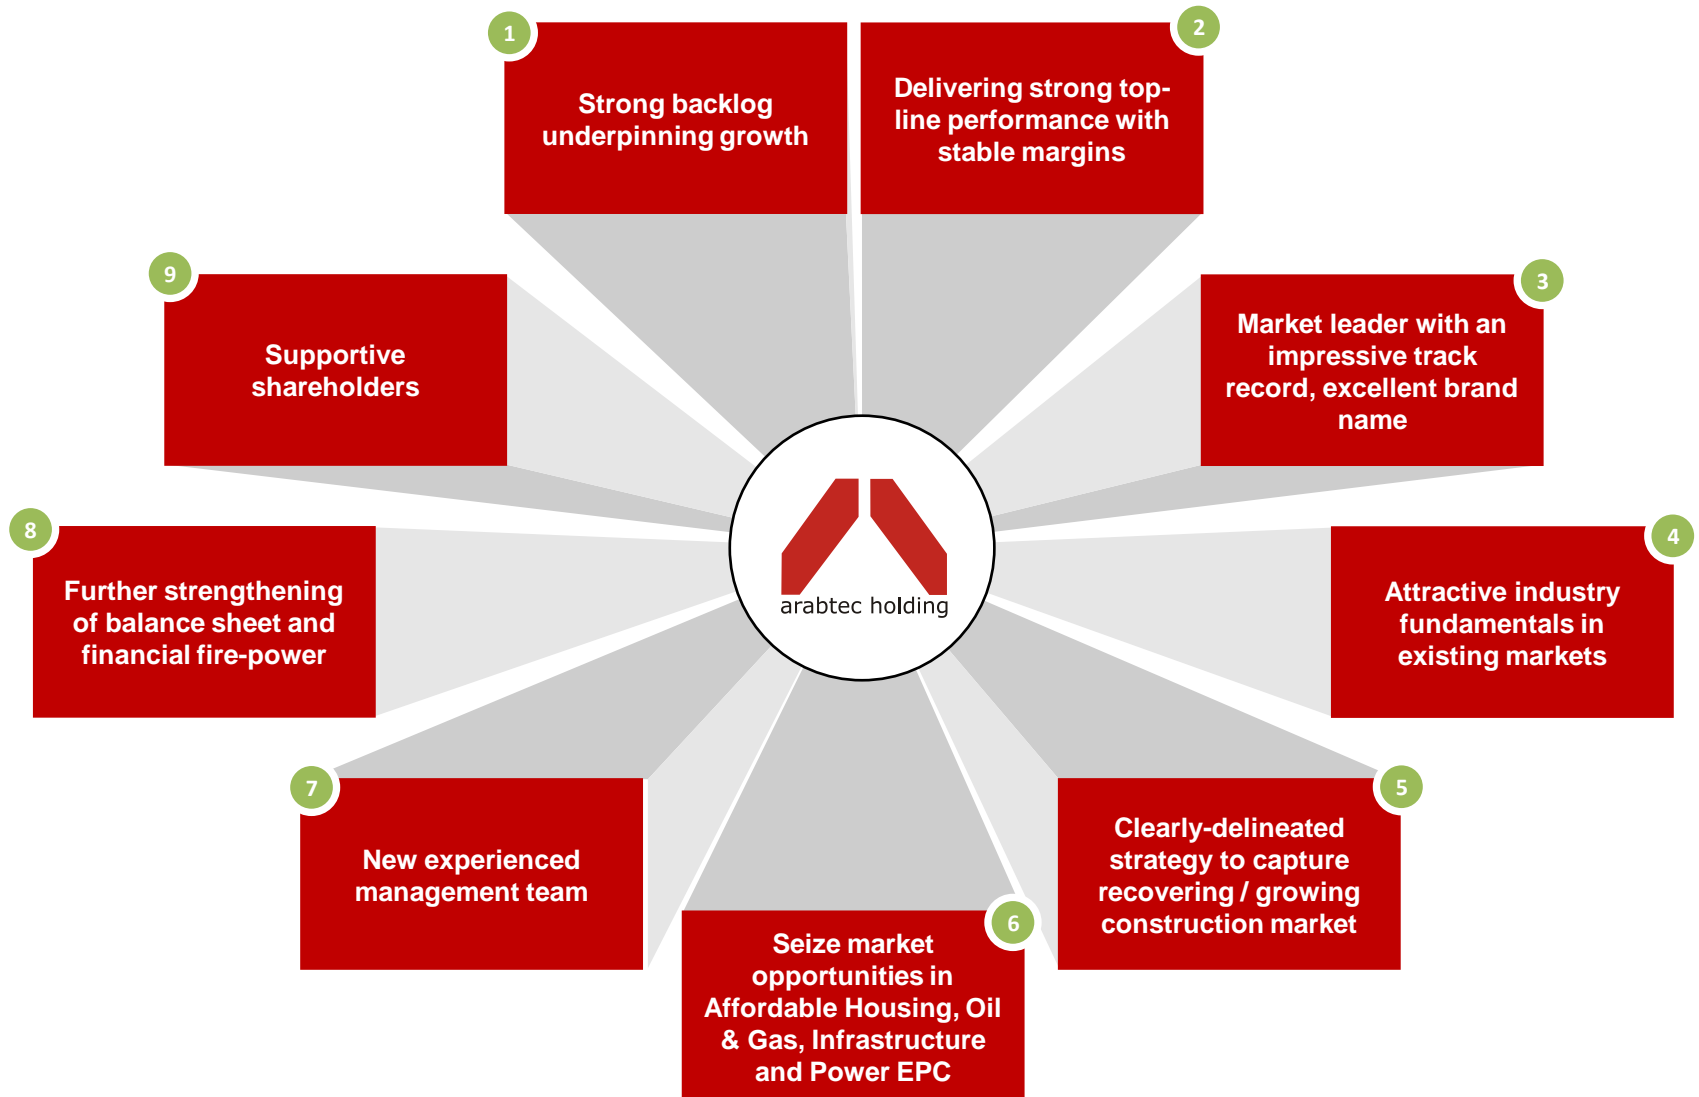 1
Strong backlog
underpinning growth
2
Delivering strong top-
line performance with
stable margins
3
Market leader with an
impressive track
record, excellent brand
name
4
Attractive industry
fundamentals in
existing markets
5
Clearly-delineated
strategy to capture
recovering / growing
construction market
6
Seize market
opportunities in
Affordable Housing, Oil
& Gas, Infrastructure
and Power EPC
7
New experienced
management team
8
Further strengthening
of balance sheet and
financial fire-power
9
Supportive
shareholders
arabtec holding